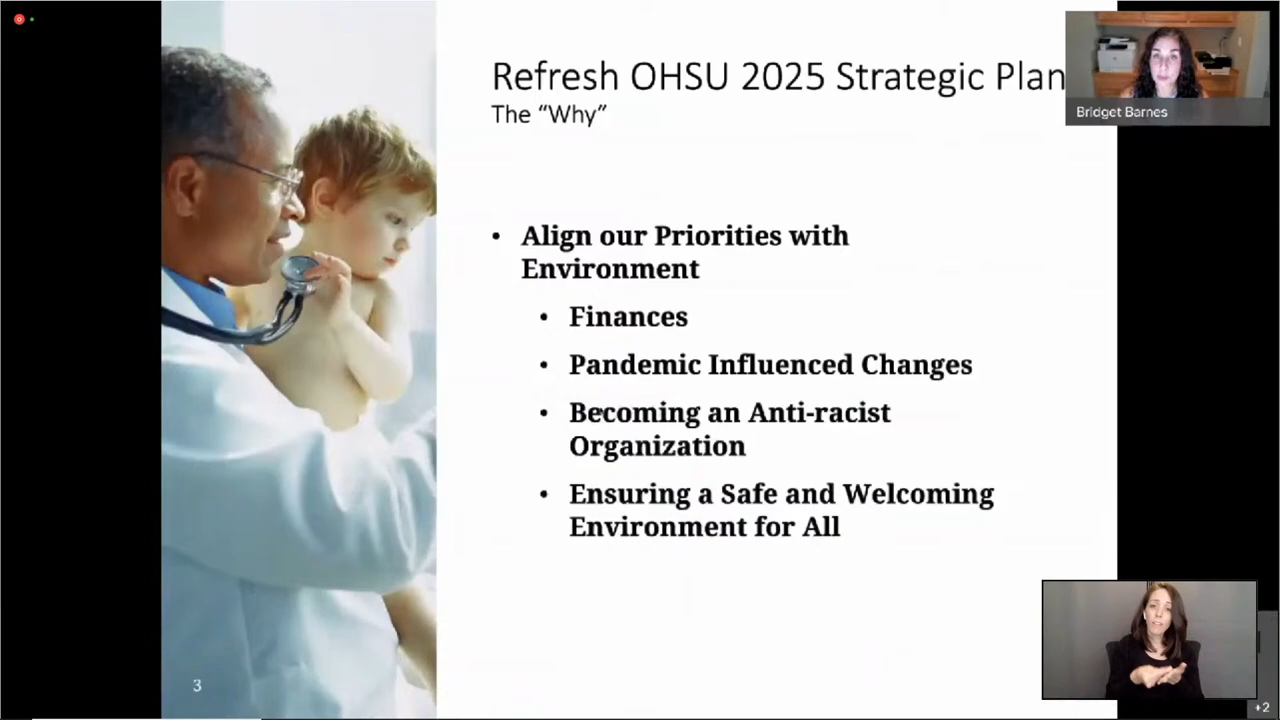 Refresh OHSU 2025 Strategic Plan
The “Why”
Bridget Barnes
• Align our Priorities with
Environment
• Finances
• Pandemic Influenced Changes
• Becoming an Anti-racist
Organization
• Ensuring a Safe and Welcoming
Environment for All
3
+2